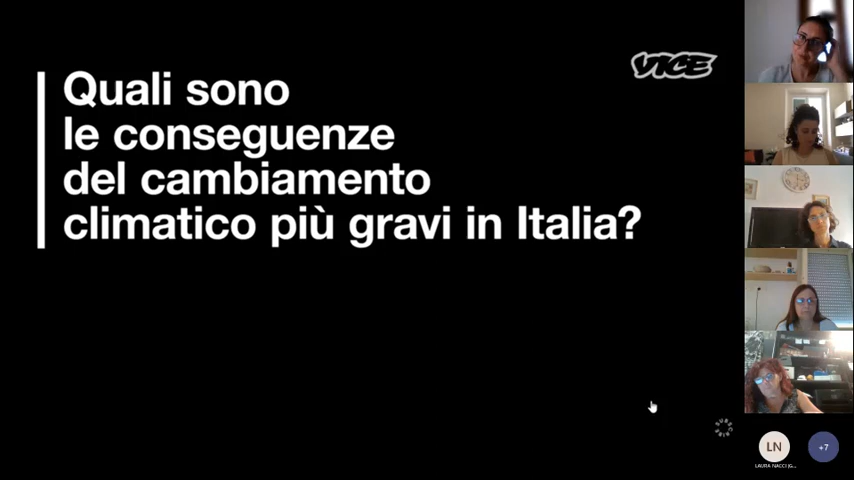 Quali sono
le conseguenze
del cambiamento
climatico più gravi in Italia?
VICE
LN
+7